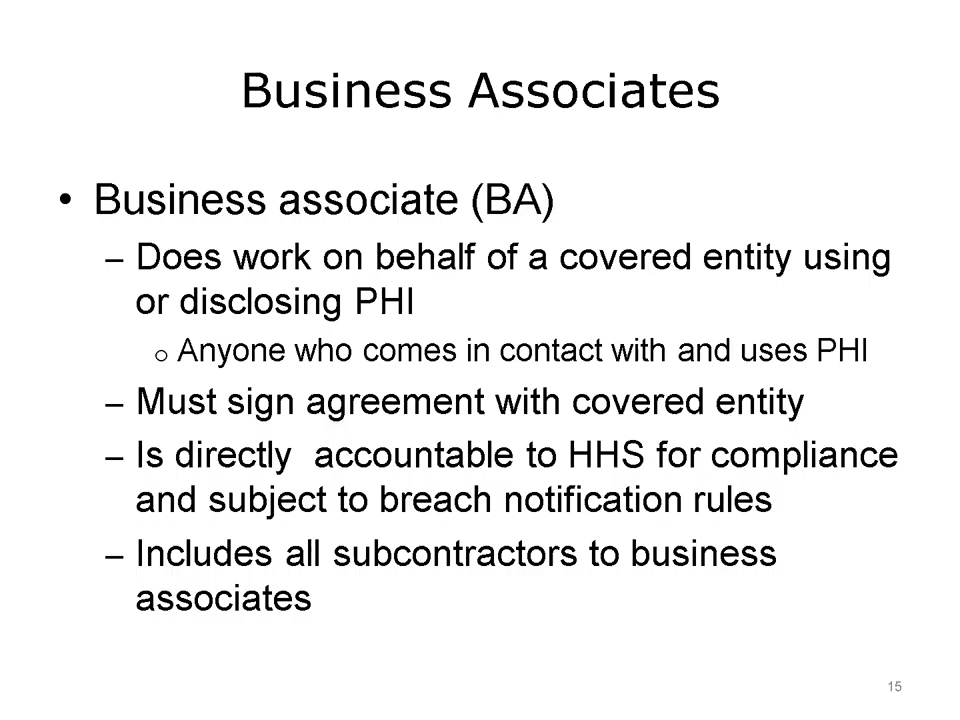 Business Associates
• Business associate (BA)
– Does work on behalf of a covered entity using
or disclosing PHI
o Anyone who comes in contact with and uses PHI
– Must sign agreement with covered entity
– Is directly  accountable to HHS for compliance
and subject to breach notification rules
– Includes all subcontractors to business
associates
15